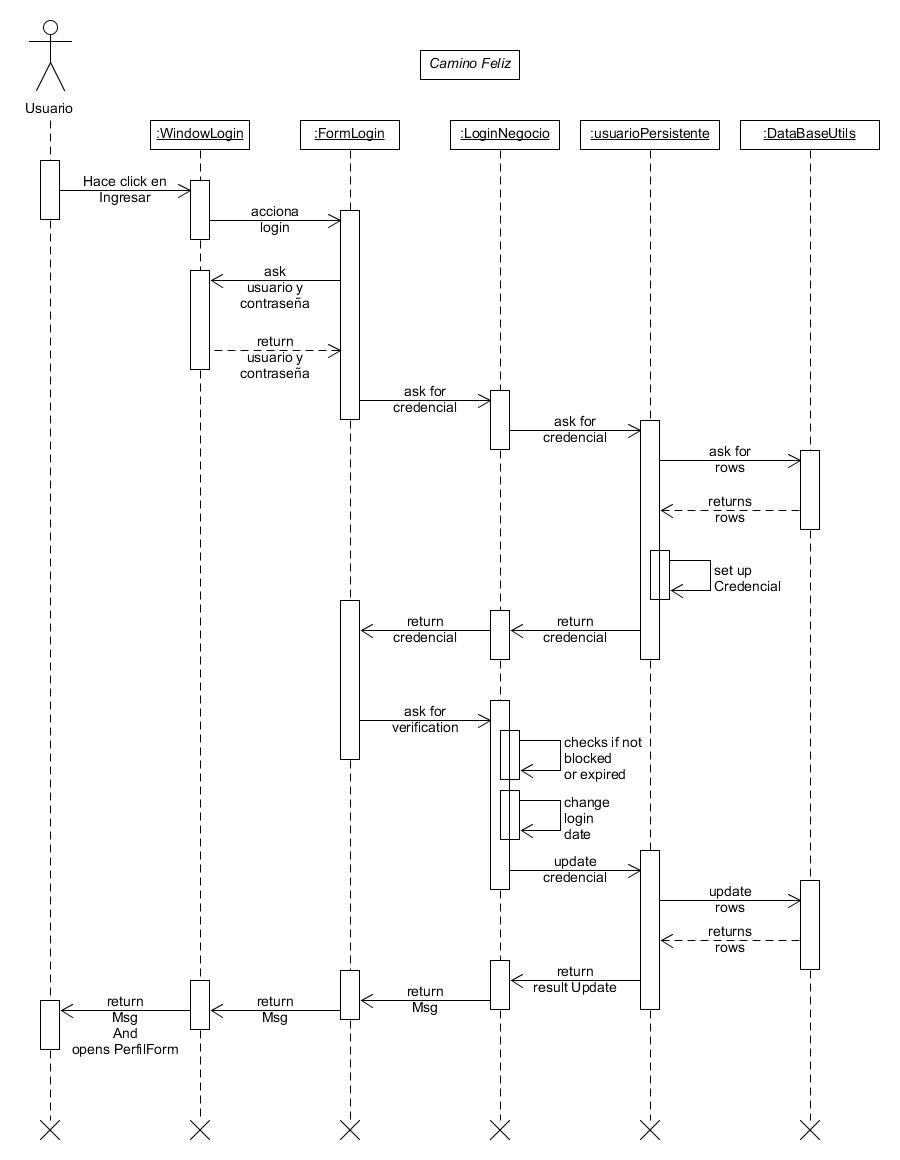 Camino Feliz
Usuario
:WindowLogin
:FormLogin
:LoginNegocio
:usuarioPersistente
:DataBaseUtils
Hace click en
Ingresar
acciona
login
ask
usuario y
contraseña
return
usuario y
contraseña
ask for
credencial
ask for
credencial
ask for
rows
returns
rows
set up
Credencial
return
credencial
return
credencial
ask for
verification
checks if not
blocked
or expired
change
login
date
update
credencial
update
rows
returns
rows
return
result Update
return
Msg
return
Msg
return
Msg
And
opens PerfilForm